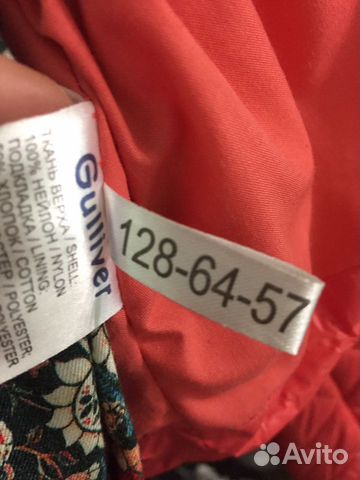 Gulliver
ТКАНЬ ВЕРХА / SHELL:
100% НЕЙЛОН / NYLON
ПОДКЛАДКА / LINING:
ХЛОПОК / COTTON
/ POLYESTER
128-64-57
Avito